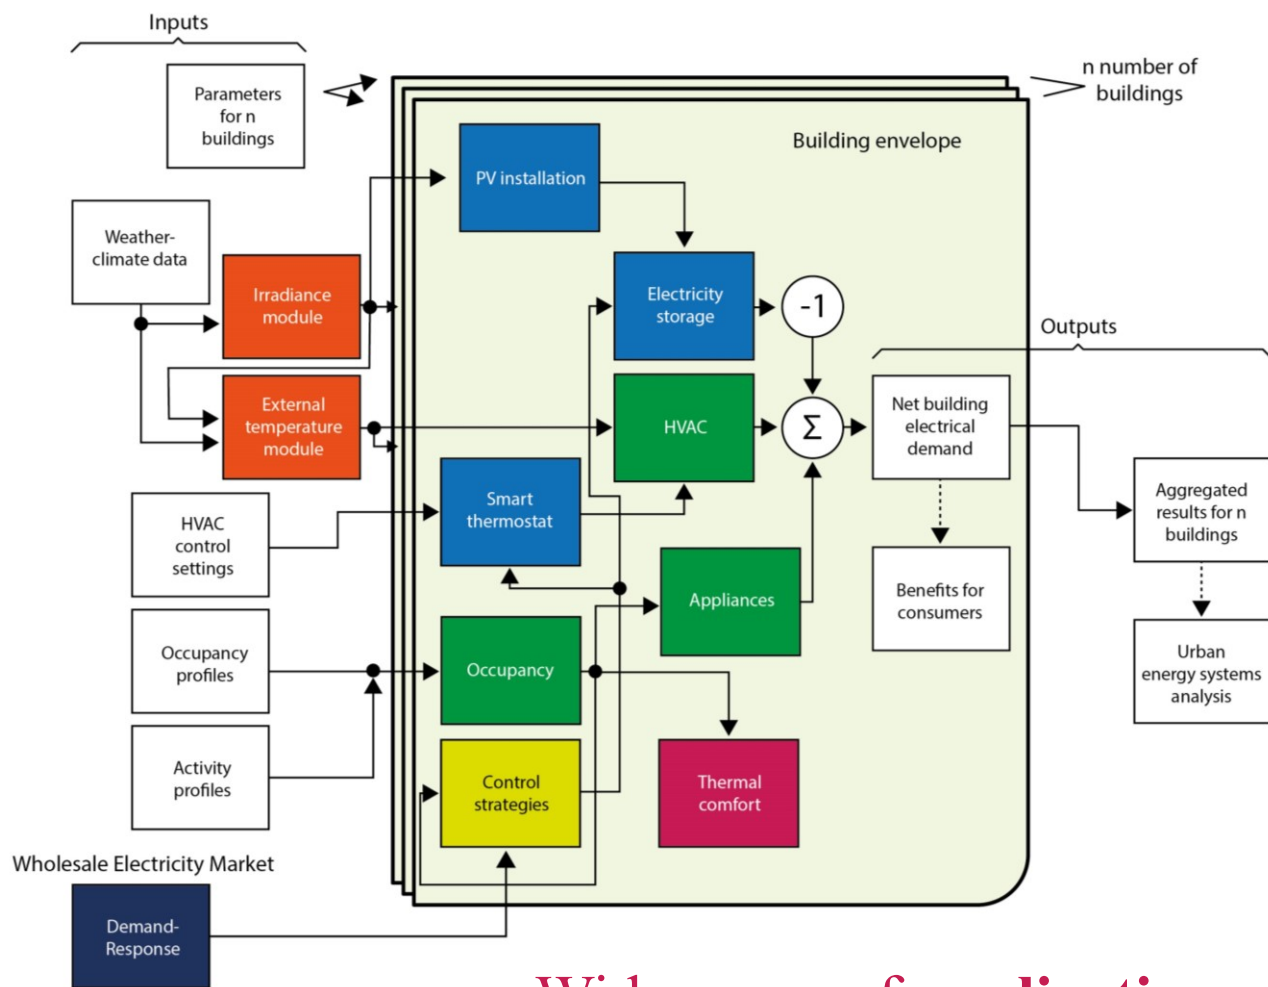 Inputs
Parameters
for n
buildings
n number of
buildings
Building envelope
PV installation
Weather-
climate data
Irradiance
module
Electricity
storage
-1
Outputs
External
temperature
module
HVAC
Σ
Net building
electrical
demand
Smart
thermostat
HVAC
control
settings
Aggregated
results for n
buildings
Appliances
Benefits for
consumers
Occupancy
profiles
Occupancy
Urban
energy systems
analysis
Activity
profiles
Control
strategies
Thermal
comfort
Wholesale Electricity Market
Demand-
Response